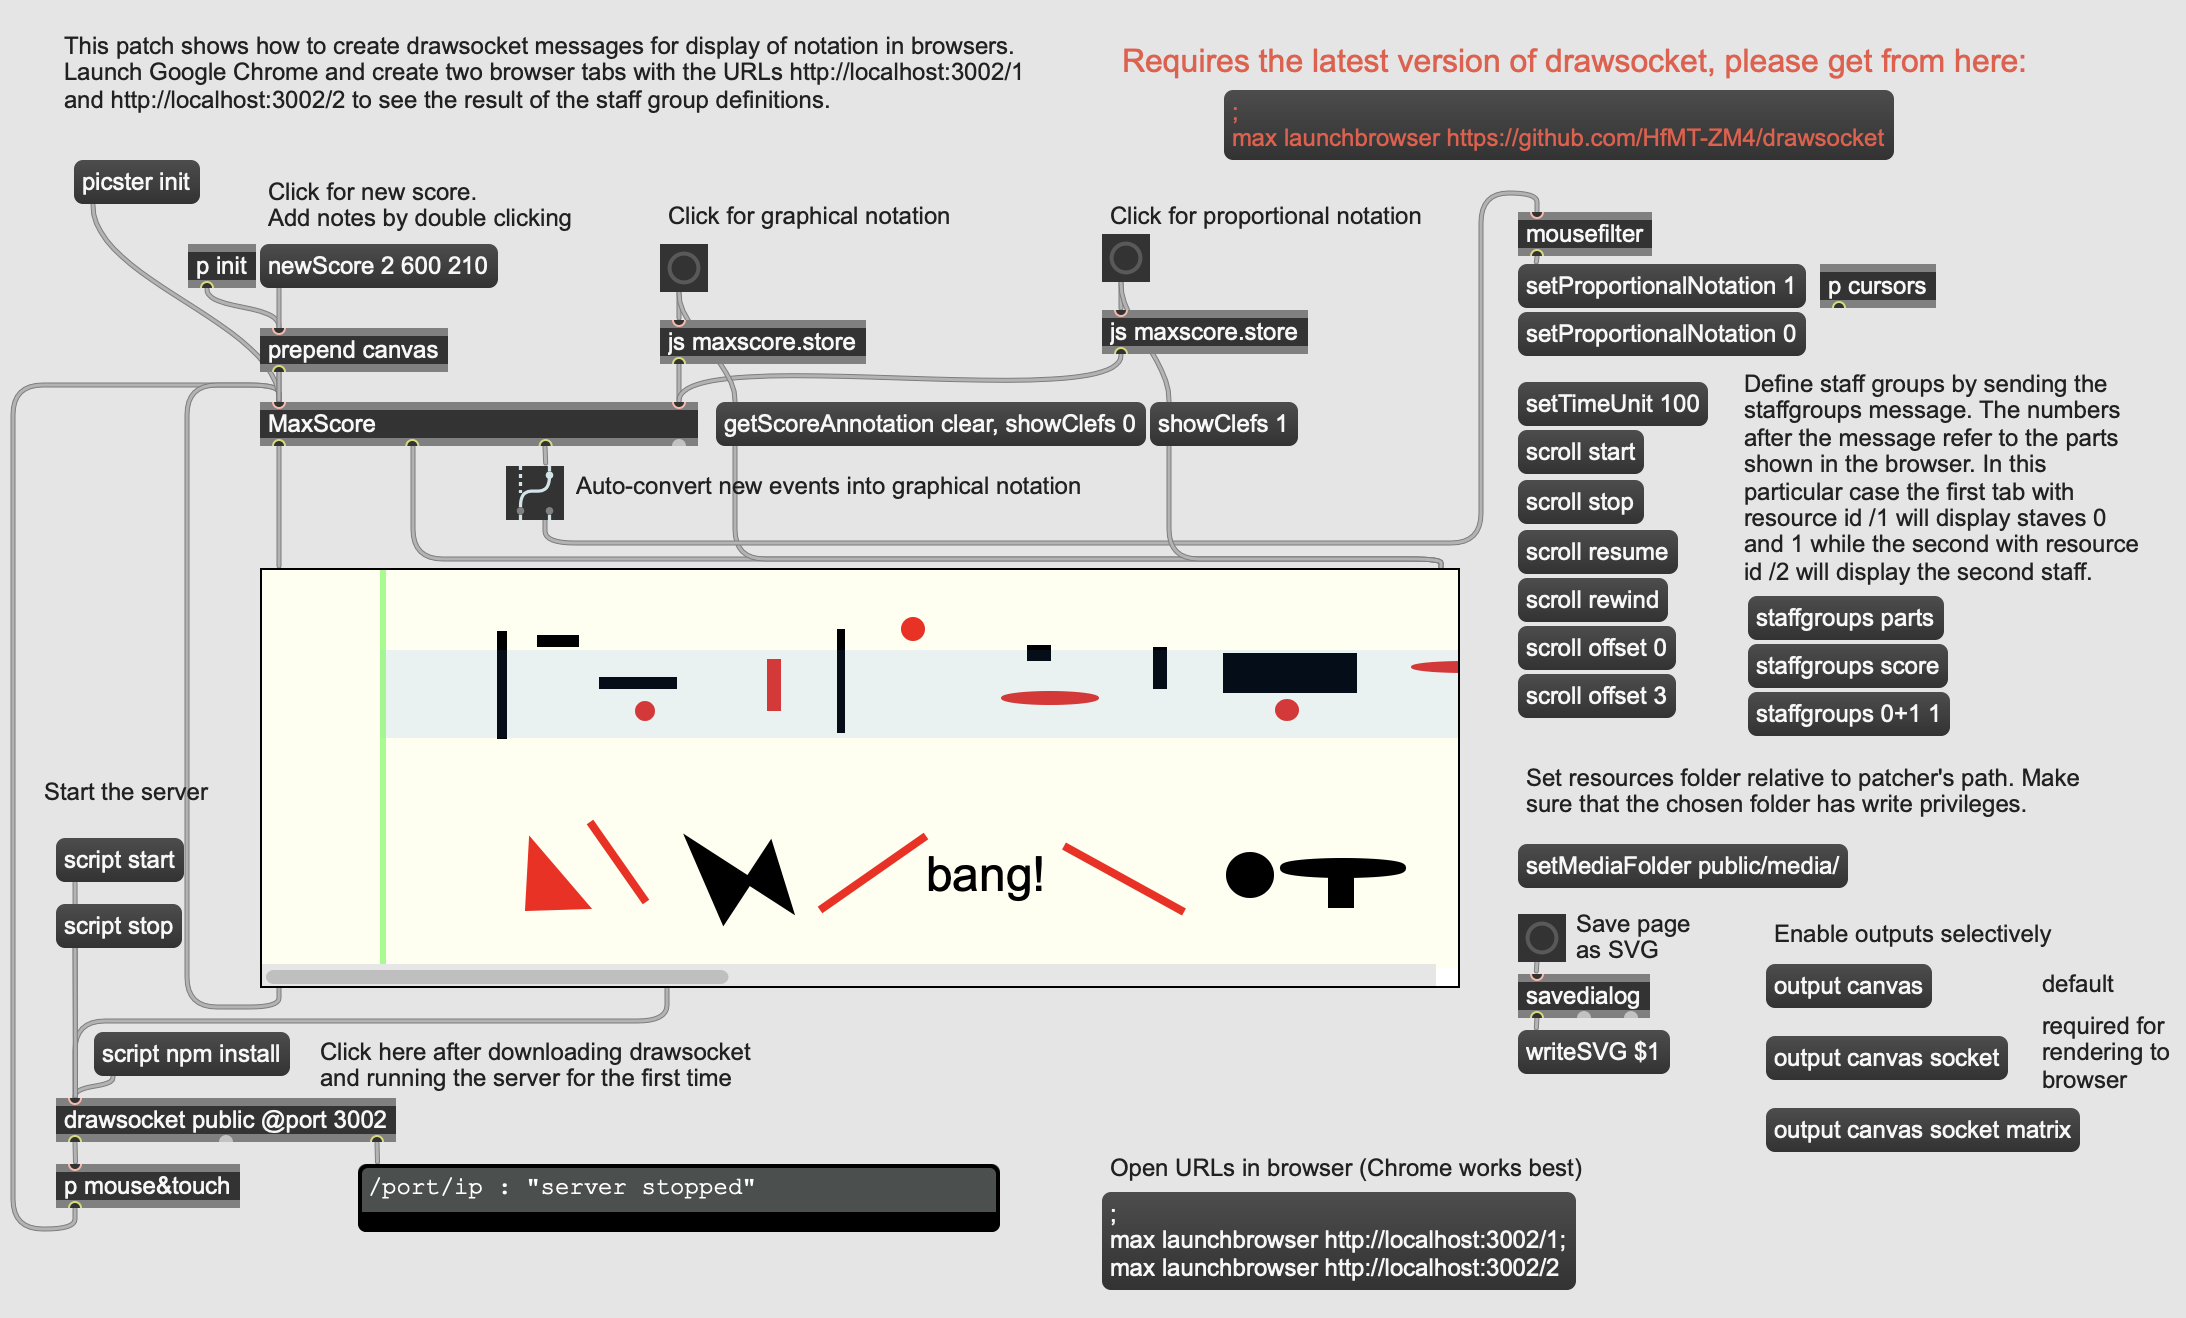 This patch shows how to create drawsocket messages for display of notation in browsers.
Launch Google Chrome and create two browser tabs with the URLs http://localhost:3002/1
and http://localhost:3002/2 to see the result of the staff group definitions.
Requires the latest version of drawsocket, please get from here:
;
max launchbrowser https://github.com/HfMT-ZM4/drawsocket
picster init
Click for new score.
Add notes by double clicking
p init
newScore 2 600 210
prepend canvas
MaxScore
Click for graphical notation
js maxscore.store
Click for proportional notation
js maxscore.store
getScoreAnnotation clear, showClefs 0
showClefs 1
Auto-convert new events into graphical notation
mousefilter
setProportionalNotation 1
p cursors
setProportionalNotation 0
setTimeUnit 100
scroll start
scroll stop
scroll resume
scroll rewind
scroll offset 0
scroll offset 3
Define staff groups by sending the
staffgroups message. The numbers
after the message refer to the parts
shown in the browser. In this
particular case the first tab with
resource id /1 will display staves 0
and 1 while the second with resource
id /2 will display the second staff.
staffgroups parts
staffgroups score
staffgroups 0+1 1
bang!
Set resources folder relative to patcher's path. Make
sure that the chosen folder has write privileges.
setMediaFolder public/media/
Save page
as SVG
savedialog
writeSVG $1
Enable outputs selectively
output canvas
default
output canvas socket
required for
rendering to
browser
output canvas socket matrix
Start the server
script start
script stop
script npm install
Click here after downloading drawsocket
and running the server for the first time
drawsocket public @port 3002
p mouse&touch
/port/ip : "server stopped"
Open URLs in browser (Chrome works best)
;
max launchbrowser http://localhost:3002/1;
max launchbrowser http://localhost:3002/2